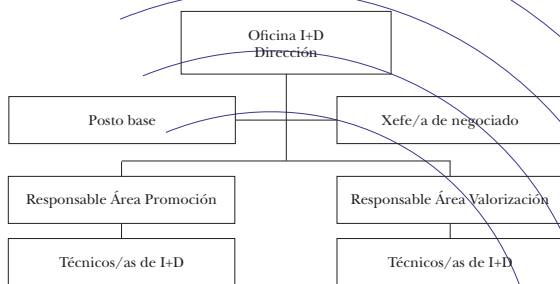 Oficina I+D
Dirección
Posto base
Xefe/a de negociado
Responsable Área Promoción
Responsable Área Valorización
Técnicos/as de I+D
Técnicos/as de I+D